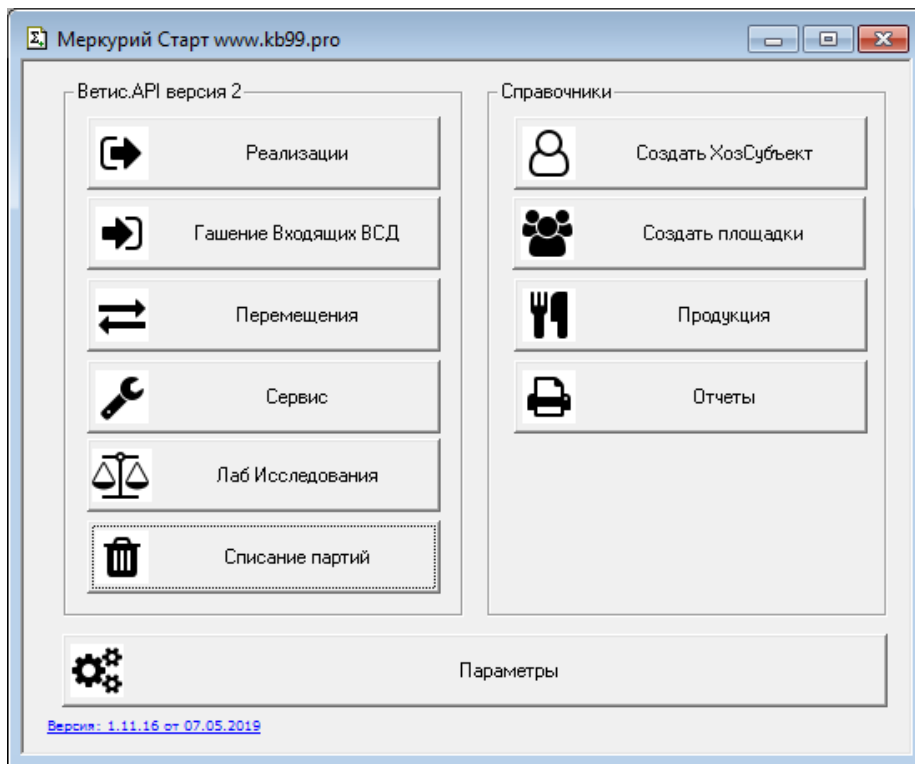 Меркурий Старт www.kb99.pro
Ветис.API версия 2
Реализации
Гашение Входящих ВСД
Перемещения
Сервис
Лаб Исследования
Списание партий
Справочники
Создать ХозСубъект
Создать площадки
Продукция
Отчеты
Параметры
Версия: 1.11.16 от 07.05.2019